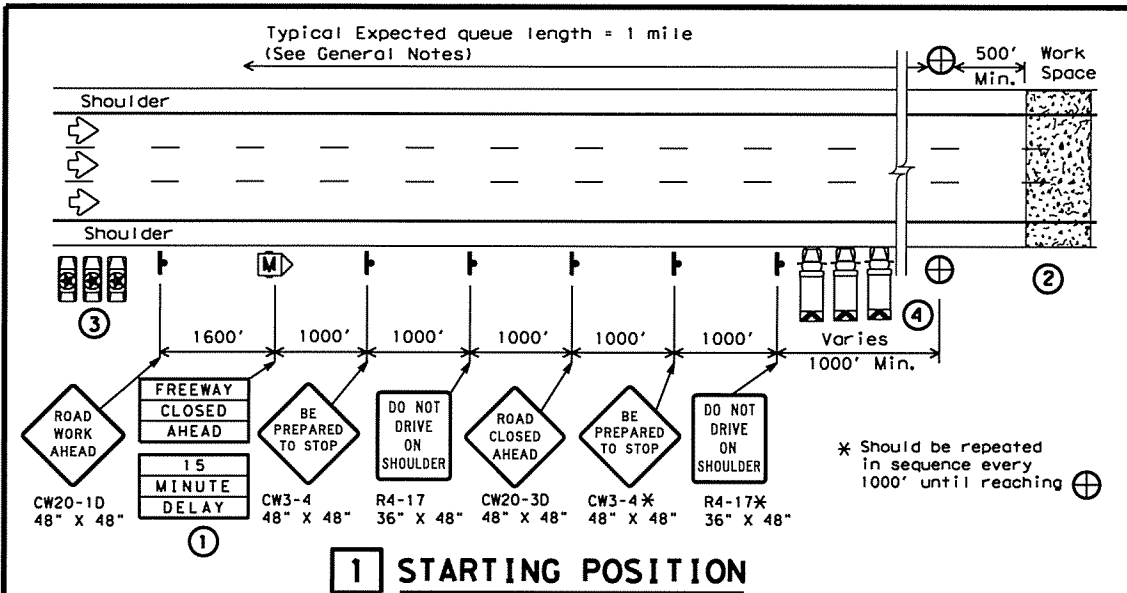 Typical Expected queue length = 1 mile
(See General Notes)
500'
Min.
Work
Space
Shoulder
Shoulder
M
3
4
2
1600'
1000'
1000'
1000'
1000'
1000'
Varies
1000' Min.
ROAD
WORK
AHEAD
CW20-1D
48" X 48"
FREEWAY
CLOSED
AHEAD
15
MINUTE
DELAY
1
BE
PREPARED
TO STOP
CW3-4
48" X 48"
DO NOT
DRIVE
ON
SHOULDER
R4-17
36" X 48"
ROAD
CLOSED
AHEAD
CW20-3D
48" X 48"
BE
PREPARED
TO STOP
CW3-4*
48" X 48"
DO NOT
DRIVE
ON
SHOULDER
R4-17*
36" X 48"
* Should be repeated
in sequence every
1000' until reaching
1 STARTING POSITION